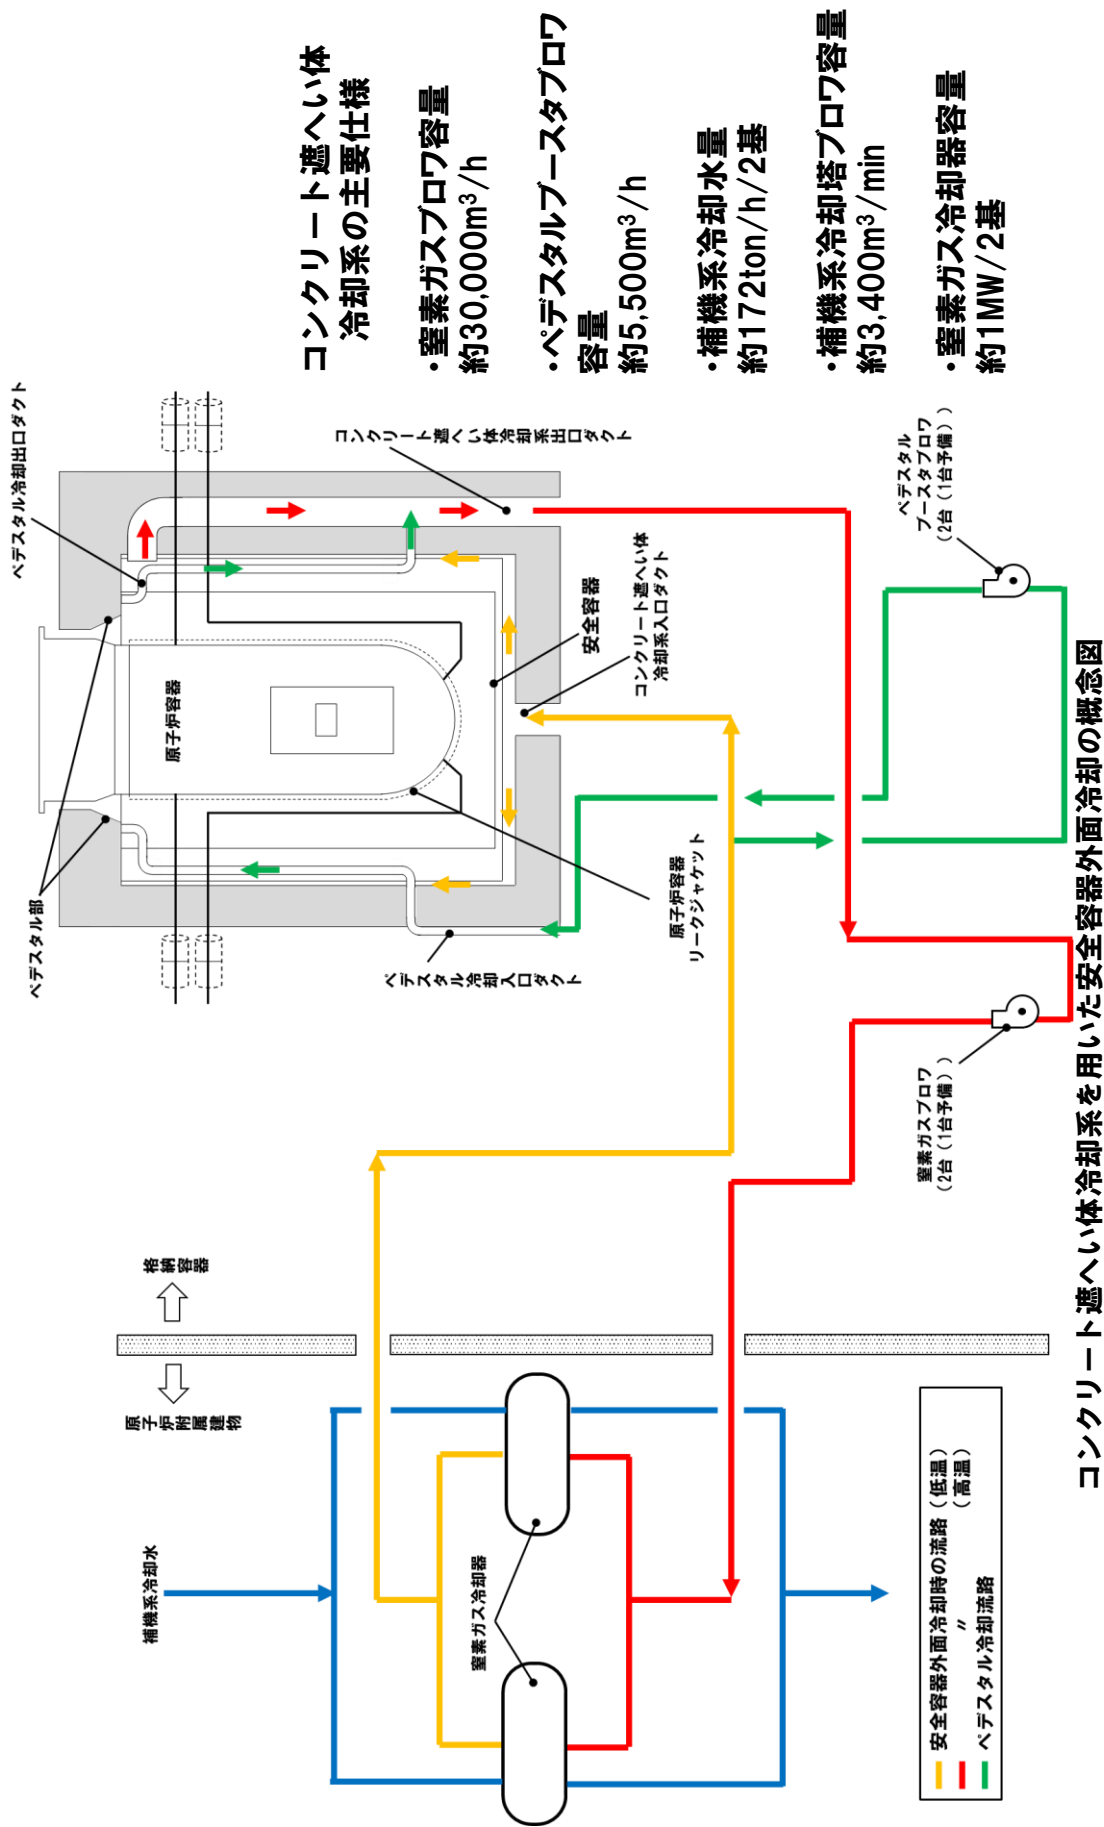 コンクリート遮へい体
冷却系の主要仕様
・窒素ガスブロワ容量
約30,000m³/h
・ペデスタルブースタブロワ
容量
約5,500m³/h
・補機系冷却水量
約172ton/h/2基
・補機系冷却塔ブロワ容量
約3,400m³/min
・窒素ガス冷却器容量
約1MW/2基
ペデスタル冷却出口ダクト
コンクリート遮へい体冷却系出口ダクト
ペデスタル部
原子炉容器
安全容器
コンクリート遮へい体
冷却系入口ダクト
原子炉容器
リークジャケット
ペデスタル冷却入口ダクト
ペデスタル
ブースタブロワ
(2台(1台予備))
窒素ガスブロワ
(2台(1台予備))
格納容器
原子炉附属建物
補機系冷却水
窒素ガス冷却器
安全容器外面冷却時の流路(低温)
〃 (高温)
ペデスタル冷却流路
コンクリート遮へい体冷却系を用いた安全容器外面冷却の概念図